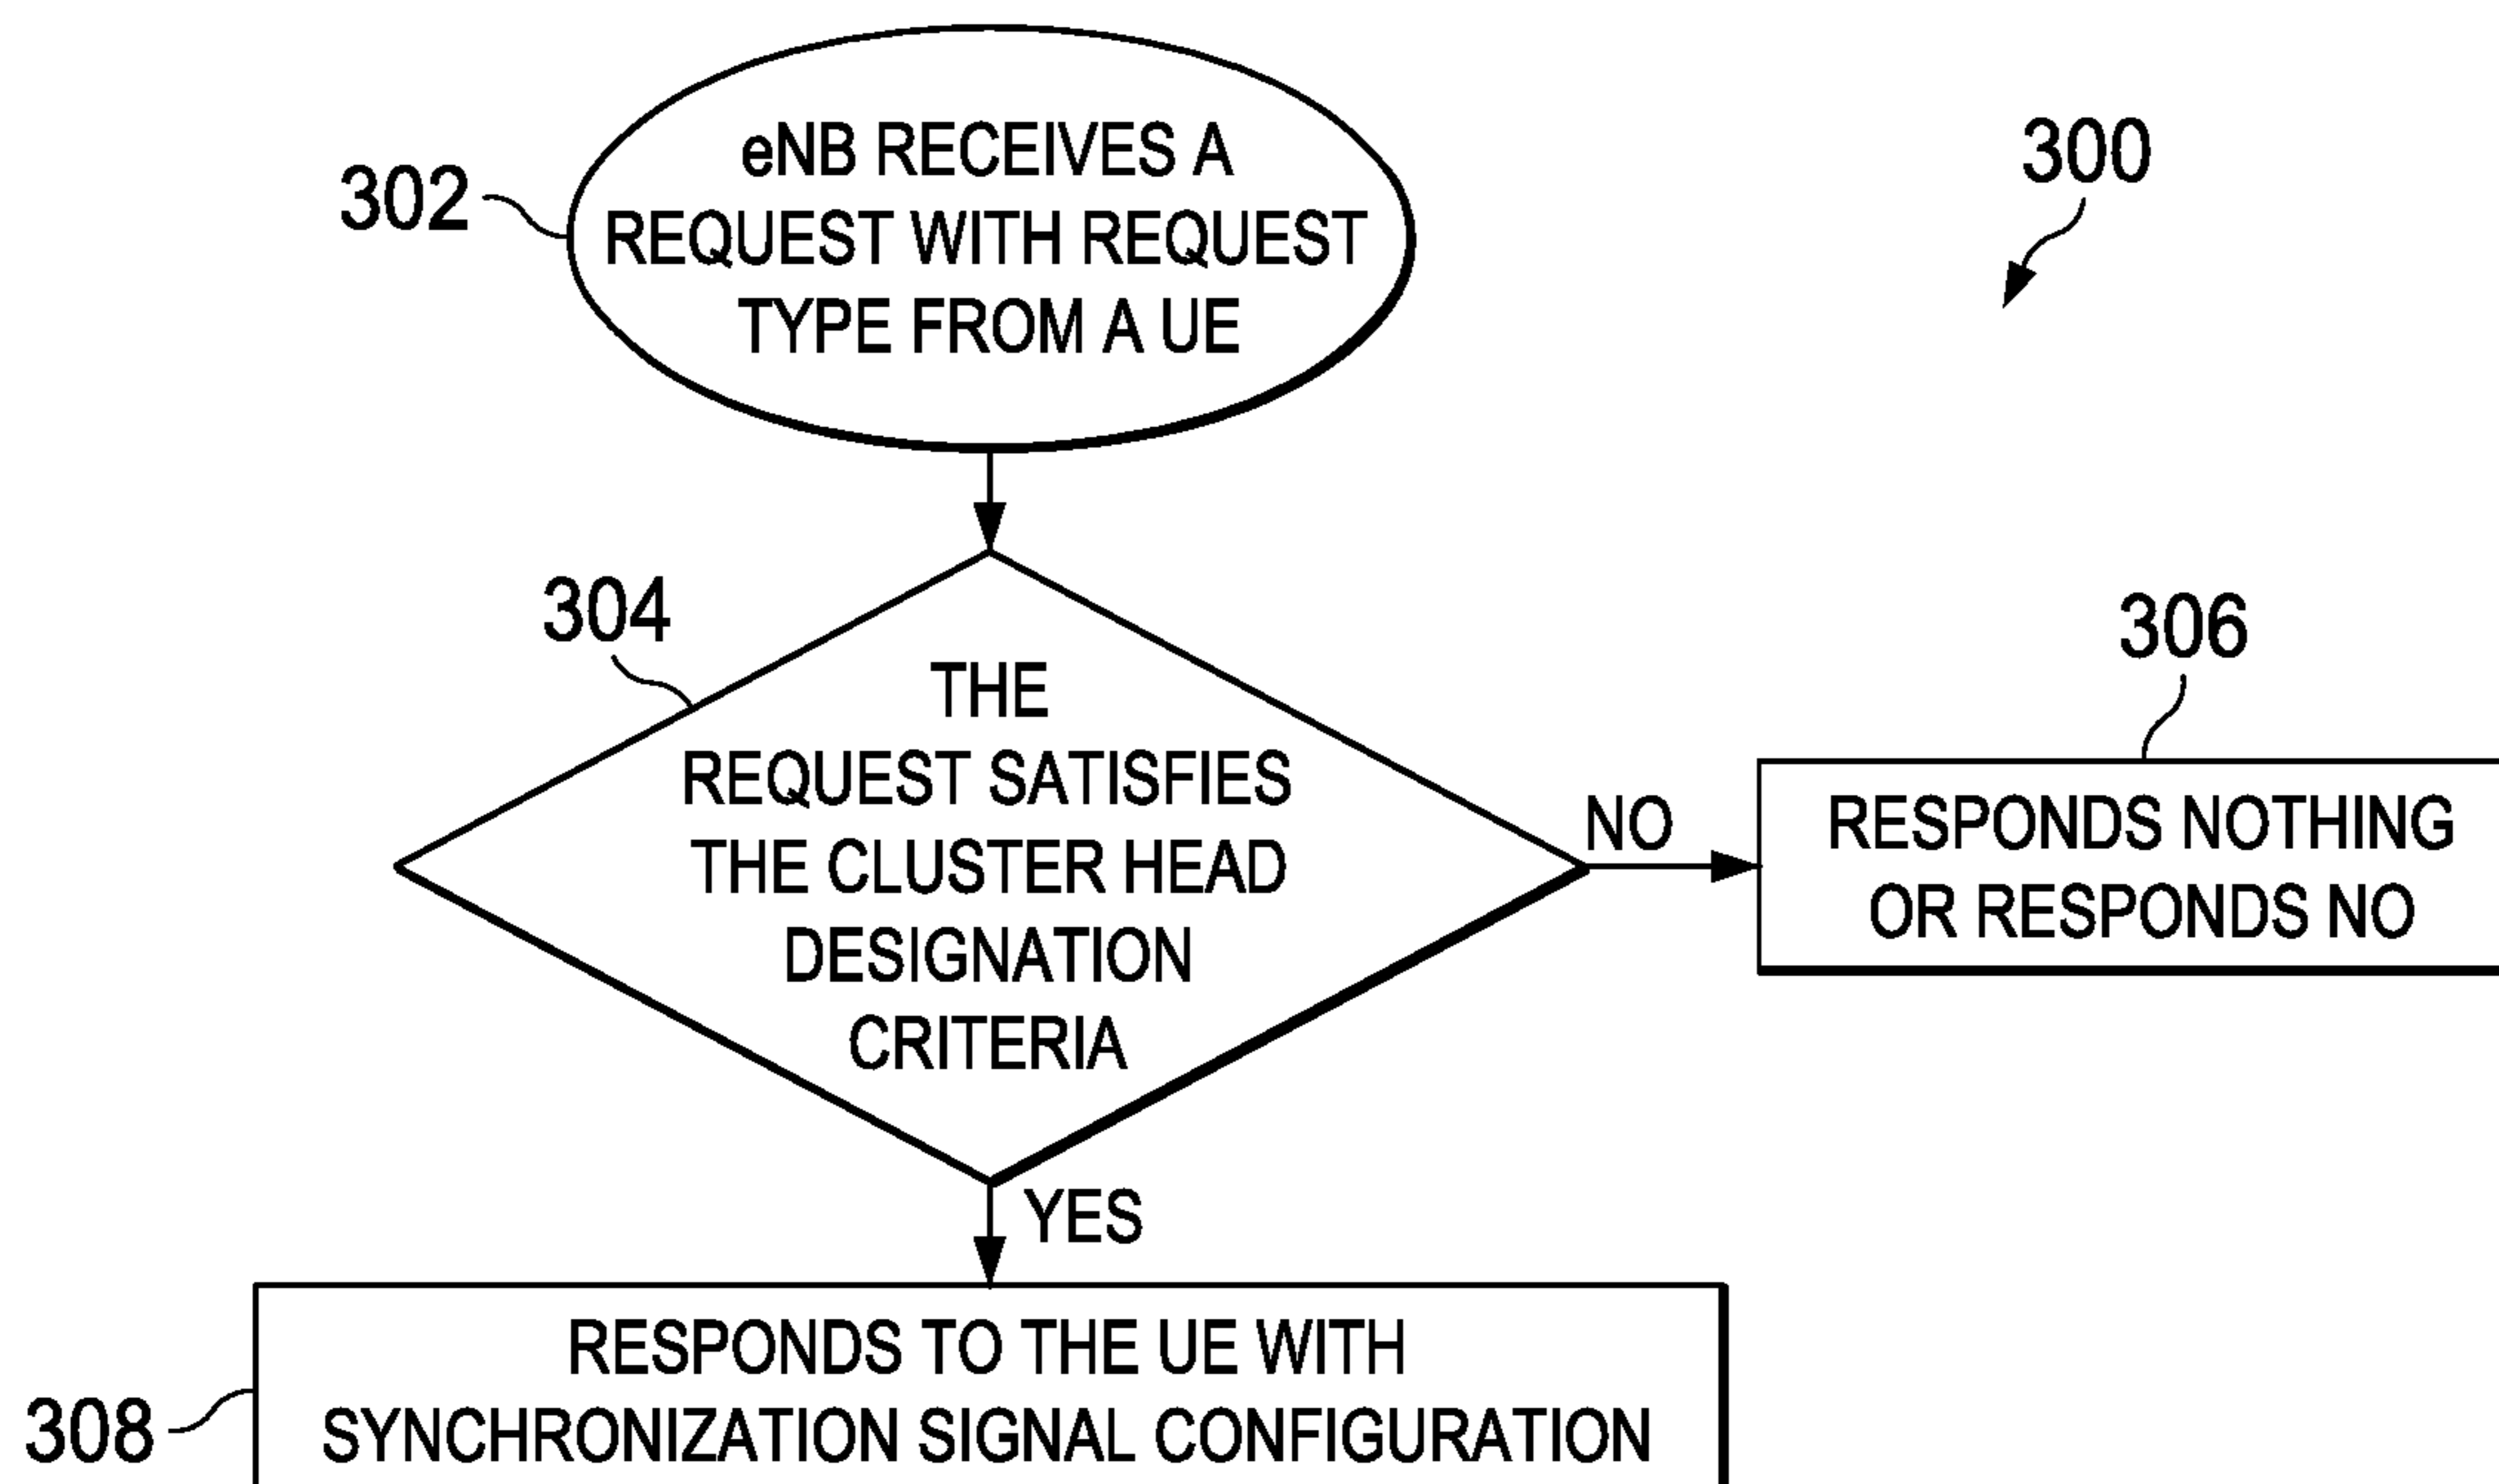 300
302
eNB RECEIVES A
REQUEST WITH REQUEST
TYPE FROM A UE
304
THE
REQUEST SATISFIES
THE CLUSTER HEAD
DESIGNATION
CRITERIA
NO
306
RESPONDS NOTHING
OR RESPONDS NO
YES
308
RESPONDS TO THE UE WITH
SYNCHRONIZATION SIGNAL CONFIGURATION